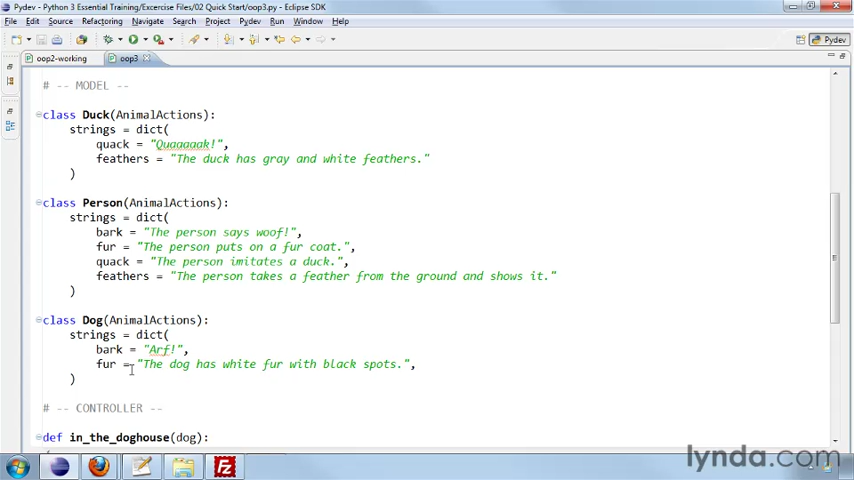 Pydev - Python 3 Essential Training/Excercise Files/02 Quick Start/oop3.py - Eclipse SDK
File Edit Source Refactoring Navigate Search Project Pydev Run Window Help
Pydev
oop2-working oop3
# -- MODEL --
class Duck(AnimalActions):
strings = dict(
quack = "Quaaaaak!",
feathers = "The duck has gray and white feathers."
)
class Person(AnimalActions):
strings = dict(
bark = "The person says woof!",
fur = "The person puts on a fur coat.",
quack = "The person imitates a duck.",
feathers = "The person takes a feather from the ground and shows it."
)
class Dog(AnimalActions):
strings = dict(
bark = "Arf!",
fur = "The dog has white fur with black spots.",
)
# -- CONTROLLER --
def in_the_doghouse(dog):
lynda.com